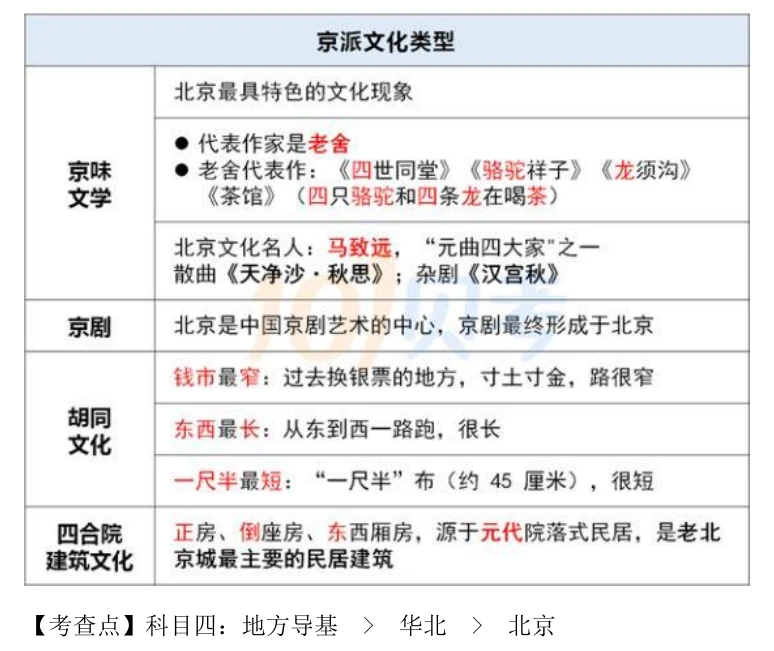 京派文化类型
北京最具特色的文化现象
京味
文学
● 代表作家是老舍
● 老舍代表作：《四世同堂》《骆驼祥子》《龙须沟》
《茶馆》（四只骆驼和四条龙在喝茶）
北京文化名人：马致远，“元曲四大家"之一
散曲《天净沙·秋思》；杂剧《汉宫秋》
京剧
北京是中国京剧艺术的中心，京剧最终形成于北京
胡同
文化
钱市最窄：过去换银票的地方，寸土寸金，路很窄
东西最长：从东到西一路跑，很长
一尺半最短：“一尺半”布（约 45 厘米），很短
四合院
建筑文化
正房、倒座房、东西厢房，源于元代院落式民居，是老北
京城最主要的民居建筑
101贝考
【考查点】科目四：地方导基 > 华北 > 北京